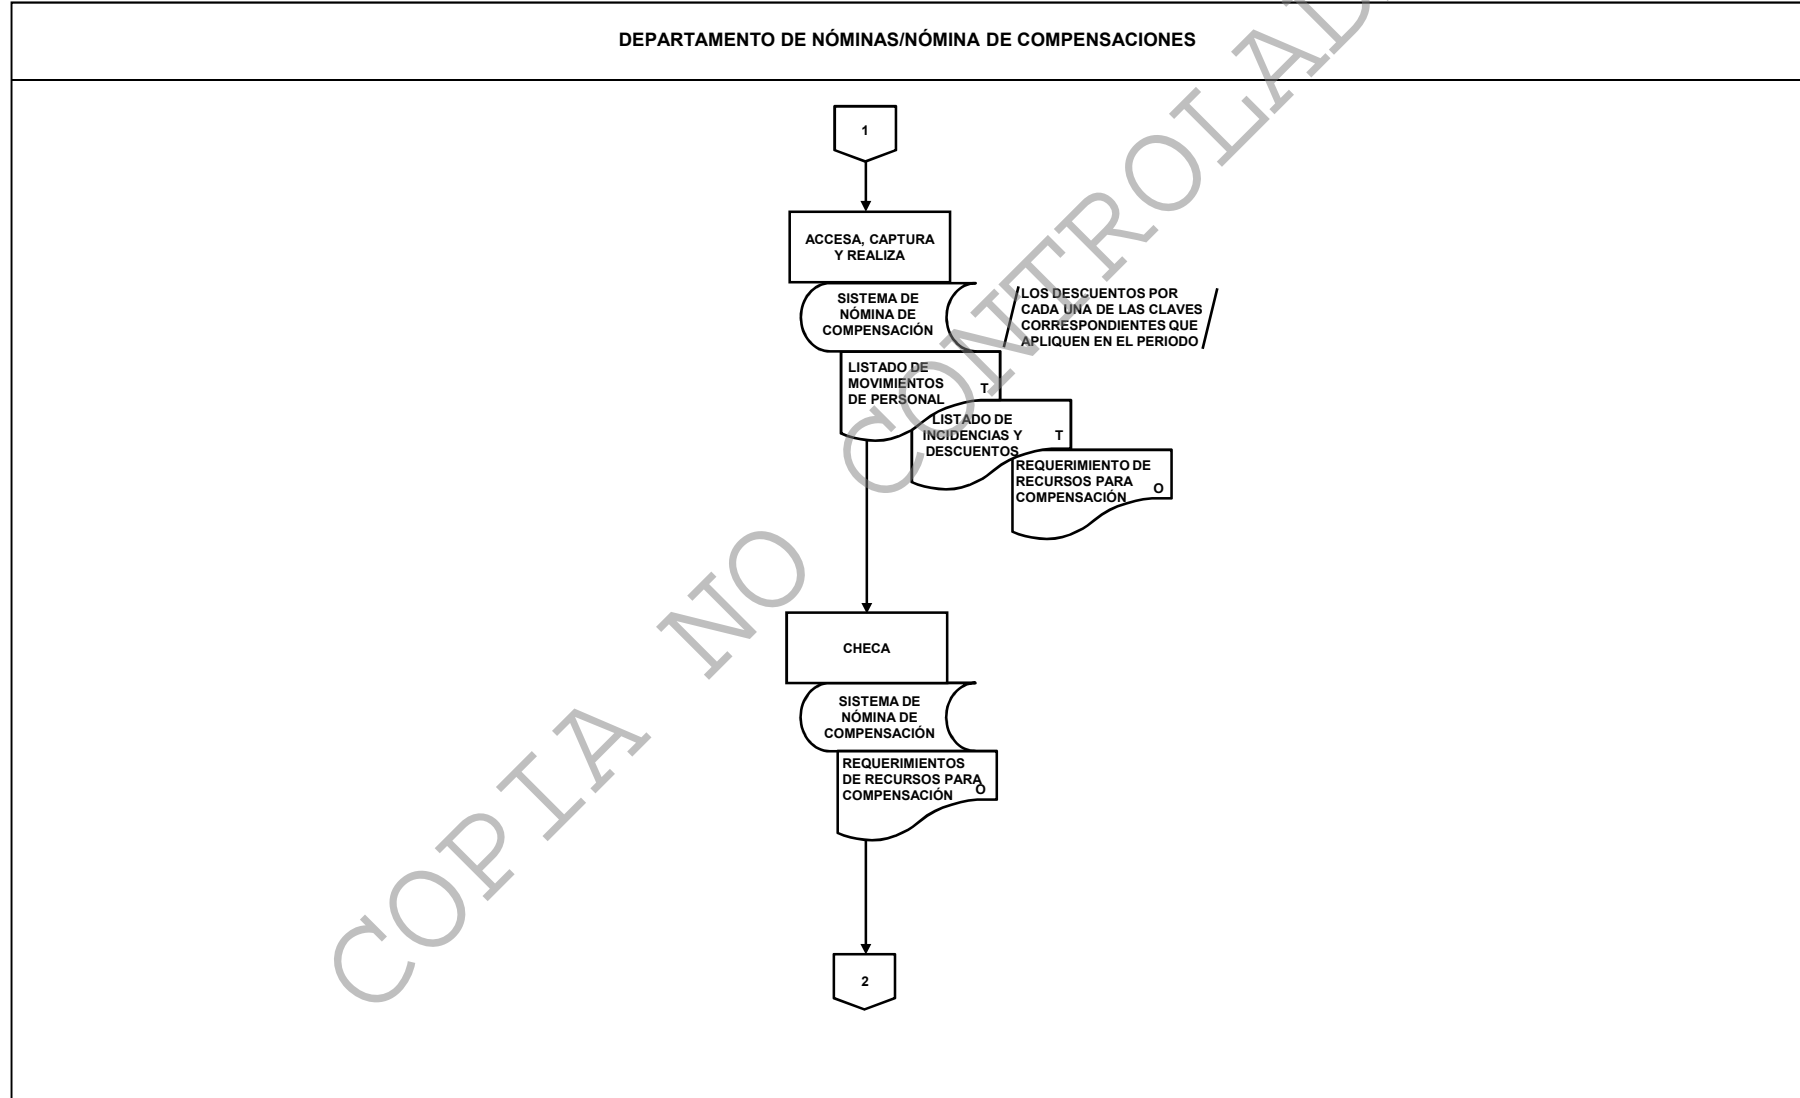 DEPARTAMENTO DE NÓMINAS/NÓMINA DE COMPENSACIONES
1
ACCESA, CAPTURA
Y REALIZA
SISTEMA DE
NÓMINA DE
COMPENSACIÓN
LOS DESCUENTOS POR
CADA UNA DE LAS CLAVES
CORRESPONDIENTES QUE
APLIQUEN EN EL PERIODO
LISTADO DE
MOVIMIENTOS
DE PERSONAL
T
LISTADO DE
INCIDENCIAS Y
DESCUENTOS
T
REQUERIMIENTO DE
RECURSOS PARA
COMPENSACIÓN
O
CHECA
SISTEMA DE
NÓMINA DE
COMPENSACIÓN
REQUERIMIENTOS
DE RECURSOS PARA
COMPENSACIÓN
O
2
COPIA NO CONTROLAD